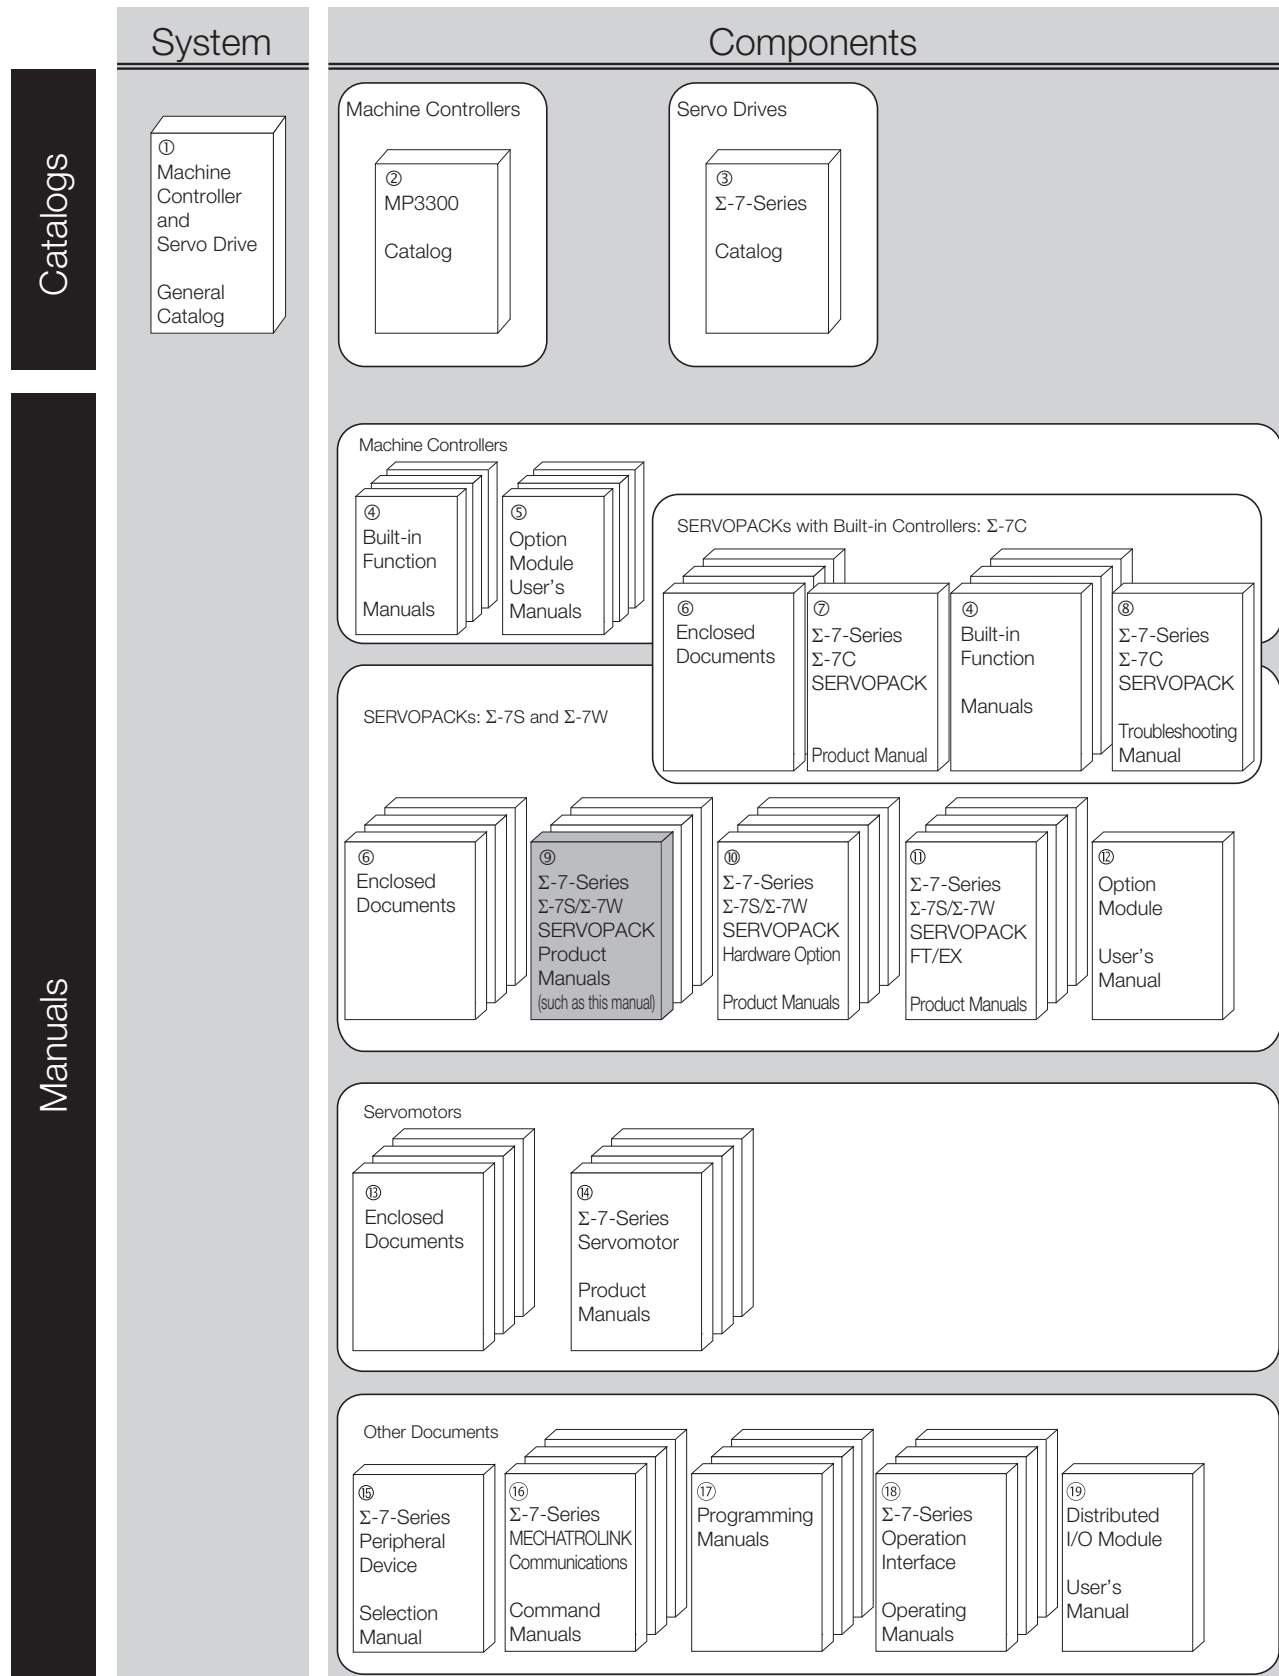 System
Components
Catalogs
①
Machine
Controller
and
Servo Drive
General
Catalog
Machine Controllers
②
MP3300
Catalog
Servo Drives
③
Σ-7-Series
Catalog
Manuals
Machine Controllers
④
Built-in
Function
Manuals
⑤
Option
Module
User's
Manuals
SERVOPACKs with Built-in Controllers: Σ-7C
⑥
Enclosed
Documents
⑦
Σ-7-Series
Σ-7C
SERVOPACK
Product Manual
④
Built-in
Function
Manuals
⑧
Σ-7-Series
Σ-7C
SERVOPACK
Troubleshooting
Manual
SERVOPACKs: Σ-7S and Σ-7W
⑥
Enclosed
Documents
⑨
Σ-7-Series
Σ-7S/Σ-7W
SERVOPACK
Product
Manuals
(such as this manual)
⑩
Σ-7-Series
Σ-7S/Σ-7W
SERVOPACK
Hardware Option
Product Manuals
⑪
Σ-7-Series
Σ-7S/Σ-7W
SERVOPACK
FT/EX
Product Manuals
⑫
Option
Module
User's
Manual
Servomotors
⑬
Enclosed
Documents
⑭
Σ-7-Series
Servomotor
Product
Manuals
Other Documents
⑮
Σ-7-Series
Peripheral
Device
Selection
Manual
⑯
Σ-7-Series
MECHATROLINK
Communications
Command
Manuals
⑰
Programming
Manuals
⑱
Σ-7-Series
Operation
Interface
Operating
Manuals
⑲
Distributed
I/O Module
User's
Manual